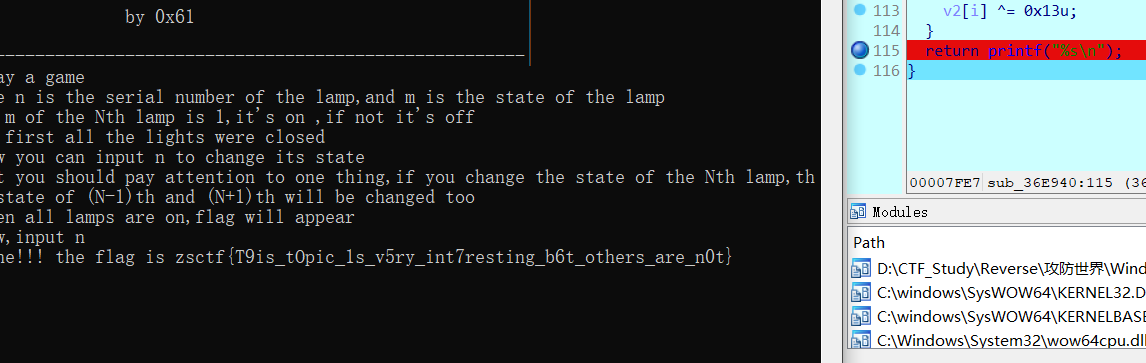 by 0x61
ay a game
e n is the serial number of the lamp,and m is the state of the lamp
m of the Nth lamp is 1,it's on ,if not it's off
first all the lights were closed
w you can input n to change its state
t you should pay attention to one thing,if you change the state of the Nth lamp,th
state of (N-1)th and (N+1)th will be changed too
en all lamps are on,flag will appear
w,input n
ne!!! the flag is zsctf{T9is_tOpic_1s_v5ry_int7resting_b6t_others_are_n0t}
113 v2[i] ^= 0x13u;
114 }
115 return printf("%s\n");
116 }
00007FE7 sub_36E940:115 (36
Modules
Path
D:\CTF_Study\Reverse\攻防世界\Wind
C:\windows\SysWOW64\KERNEL32.D
C:\windows\SysWOW64\KERNELBASE
C:\Windows\System32\wow64cpu.dll